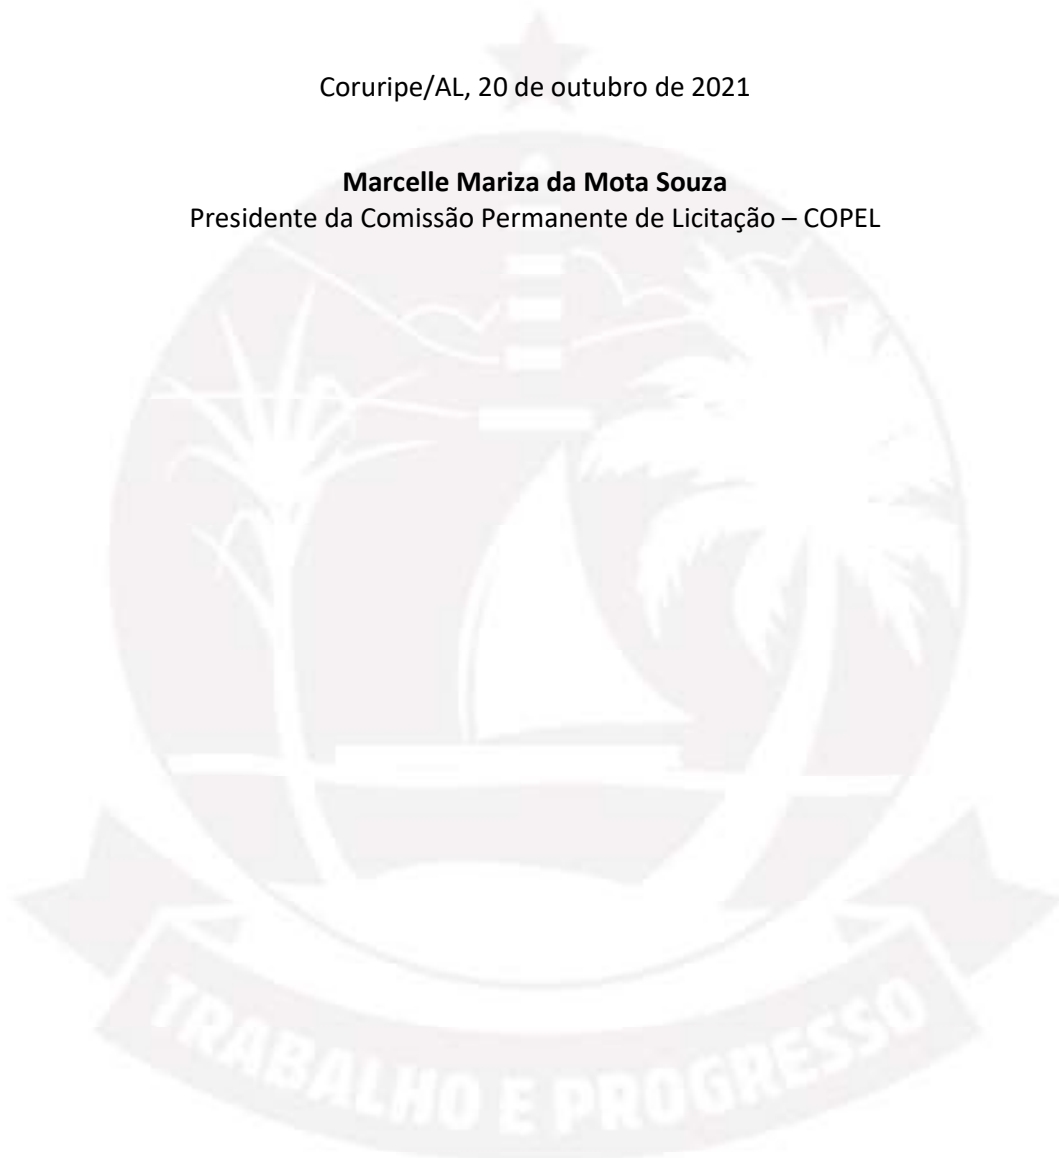 Coruripe/AL, 20 de outubro de 2021
Marcelle Mariza da Mota Souza
Presidente da Comissão Permanente de Licitação – COPEL
TRABALHO E PROGRESSO